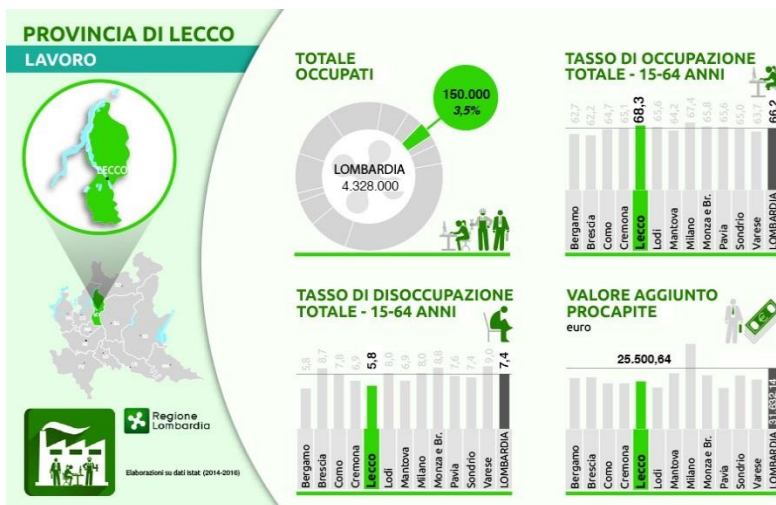 PROVINCIA DI LECCO
LAVORO
LECCO
Regione
Lombardia
Elaborazioni su dati Istat (2014-2016)
TOTALE
OCCUPATI
150.000
3,5%
LOMBARDIA
4.328.000
TASSO DI OCCUPAZIONE
TOTALE - 15-64 ANNI
62,7 62,2 64,7 65,1 68,3 65,6 64,2 67,4 65,8 65,6 65,0 63,7 66,2
Bergamo Brescia Como Cremona Lecco Lodi Mantova Milano Monza e Br. Pavia Sondrio Varese LOMBARDIA
TASSO DI DISOCCUPAZIONE
TOTALE - 15-64 ANNI
5,8 8,7 7,8 6,9 5,8 8,0 6,9 8,0 8,8 7,6 7,4 9,0 7,4
Bergamo Brescia Como Cremona Lecco Lodi Mantova Milano Monza e Br. Pavia Sondrio Varese LOMBARDIA
VALORE AGGIUNTO
PROCAPITE
euro
25.500,64
Bergamo Brescia Como Cremona Lecco Lodi Mantova Milano Monza e Br. Pavia Sondrio Varese LOMBARDIA